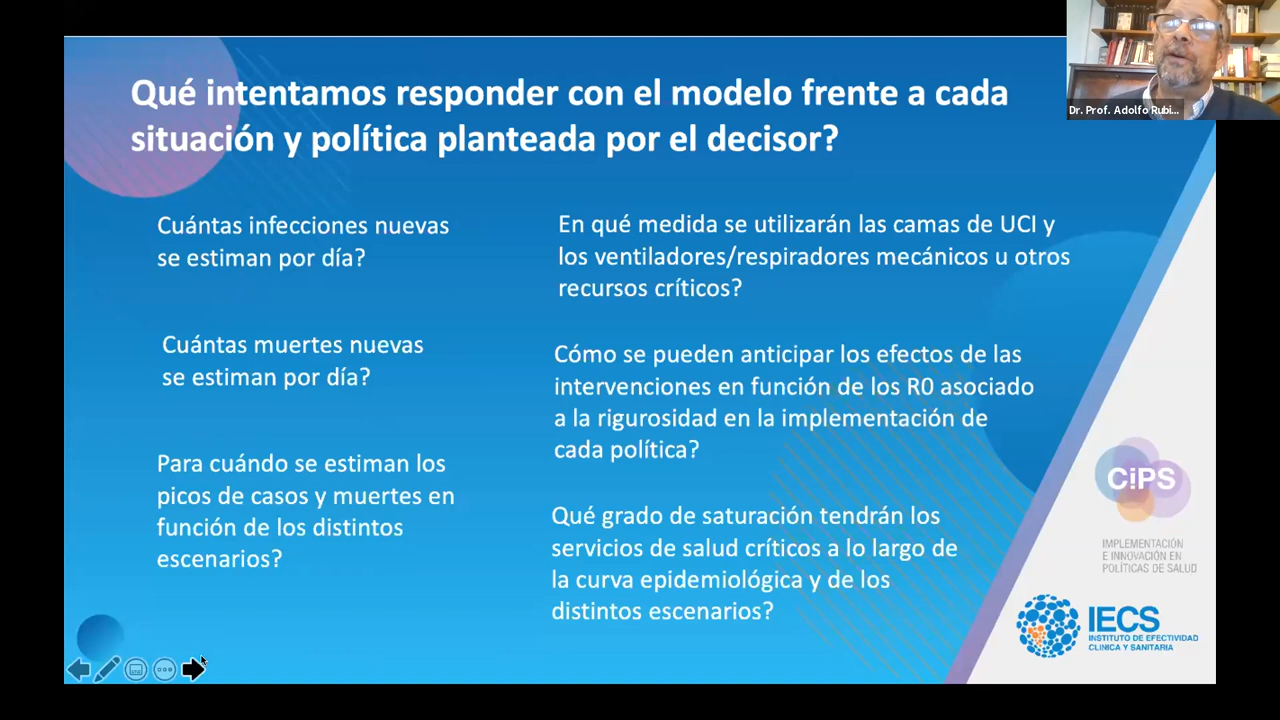 Qué intentamos responder con el modelo frente a cada
situación y política planteada por el decisor?
Cuántas infecciones nuevas
se estiman por día?
Cuántas muertes nuevas
se estiman por día?
Para cuándo se estiman los
picos de casos y muertes en
función de los distintos
escenarios?
En qué medida se utilizarán las camas de UCI y
los ventiladores/respiradores mecánicos u otros
recursos críticos?
Cómo se pueden anticipar los efectos de las
intervenciones en función de los R0 asociado
a la rigurosidad en la implementación de
cada política?
Qué grado de saturación tendrán los
servicios de salud críticos a lo largo de
la curva epidemiológica y de los
distintos escenarios?
Dr. Prof. Adolfo Rubi...
CiPS
IMPLEMENTACIÓN
E INNOVACIÓN EN
POLÍTICAS DE SALUD
IECS
INSTITUTO DE EFECTIVIDAD
CLINICA Y SANITARIA